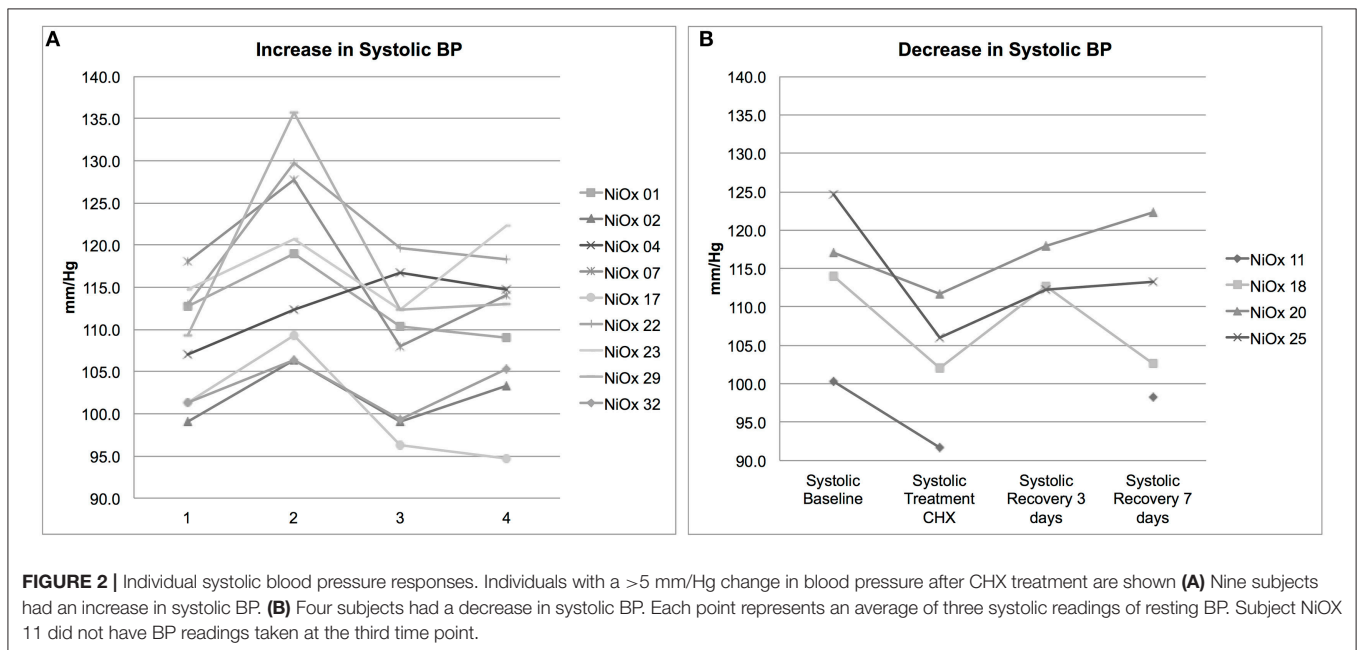 A
Increase in Systolic BP
140.0
135.0
130.0
125.0
120.0
115.0
110.0
105.0
100.0
95.0
90.0
mm/Hg
1 2 3 4
NiOx 01
NiOx 02
NiOx 04
NiOx 07
NiOx 17
NiOx 22
NiOx 23
NiOx 29
NiOx 32
B
Decrease in Systolic BP
140.0
135.0
130.0
125.0
120.0
115.0
110.0
105.0
100.0
95.0
90.0
mm/Hg
Systolic Systolic Systolic Systolic
Baseline Treatment Recovery 3 Recovery 7
CHX days days
NiOx 11
NiOx 18
NiOx 20
NiOx 25
FIGURE 2 | Individual systolic blood pressure responses. Individuals with a >5 mm/Hg change in blood pressure after CHX treatment are shown (A) Nine subjects
had an increase in systolic BP. (B) Four subjects had a decrease in systolic BP. Each point represents an average of three systolic readings of resting BP. Subject NiOX
11 did not have BP readings taken at the third time point.